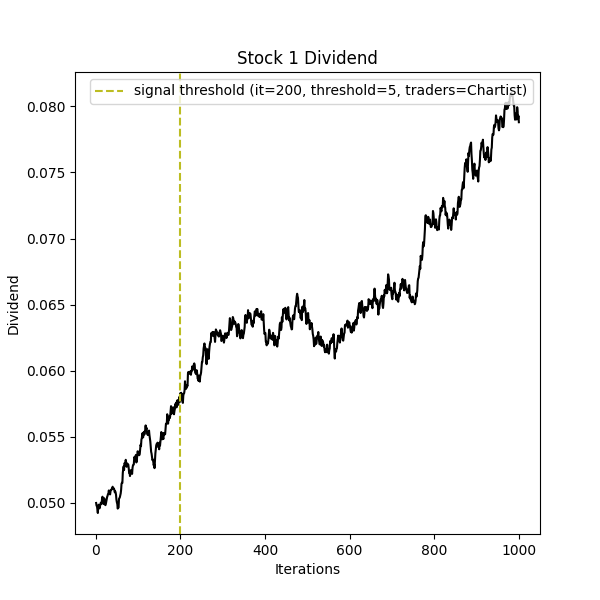 Stock 1 Dividend
signal threshold (it=200, threshold=5, traders=Chartist)
0.080
0.075
0.070
0.065
0.060
0.055
0.050
Dividend
0 200 400 600 800 1000
Iterations